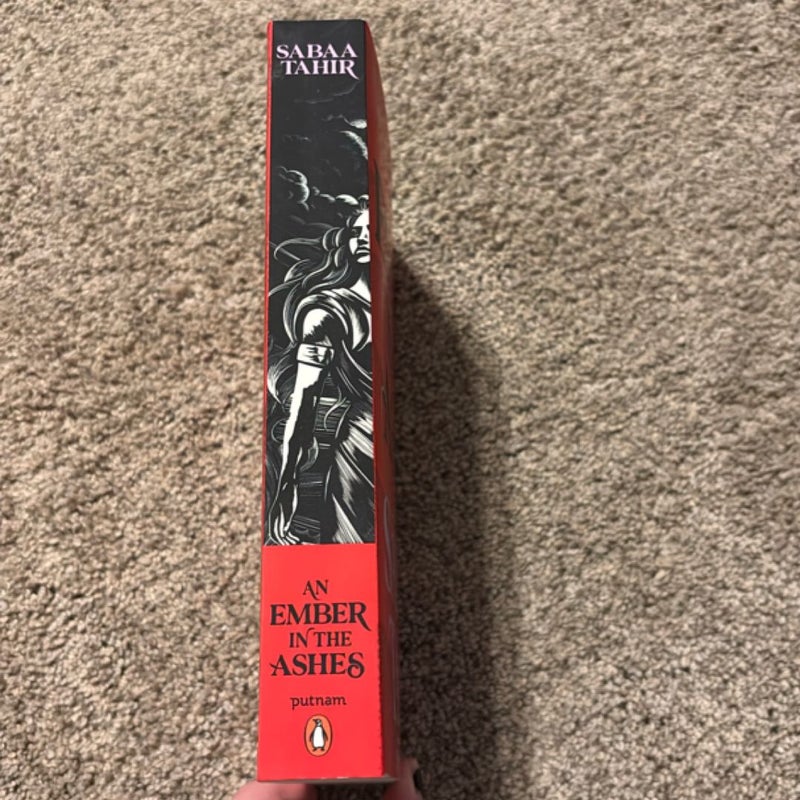 SABAA
TAHIR
AN
EMBER
IN THE
ASHES
putnam